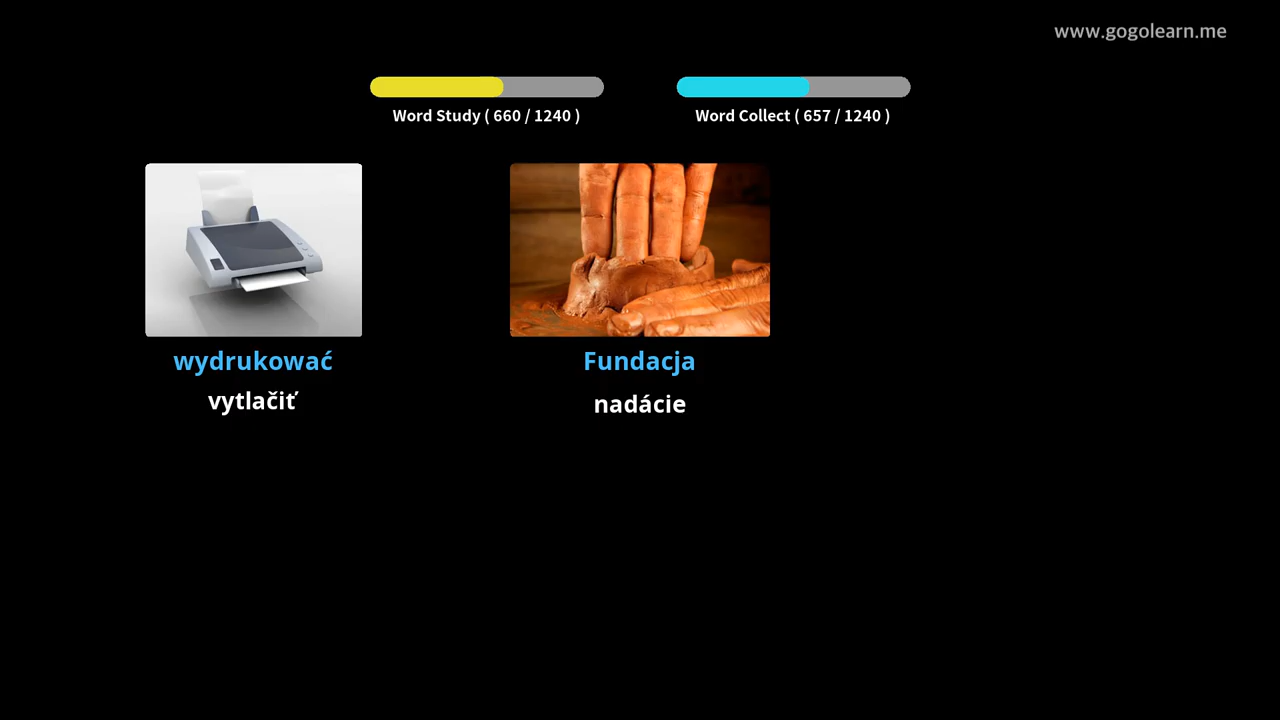 www.gogolearn.me
Word Study ( 660 / 1240 )
Word Collect ( 657 / 1240 )
wydrukować
vytlačiť
Fundacja
nadácie